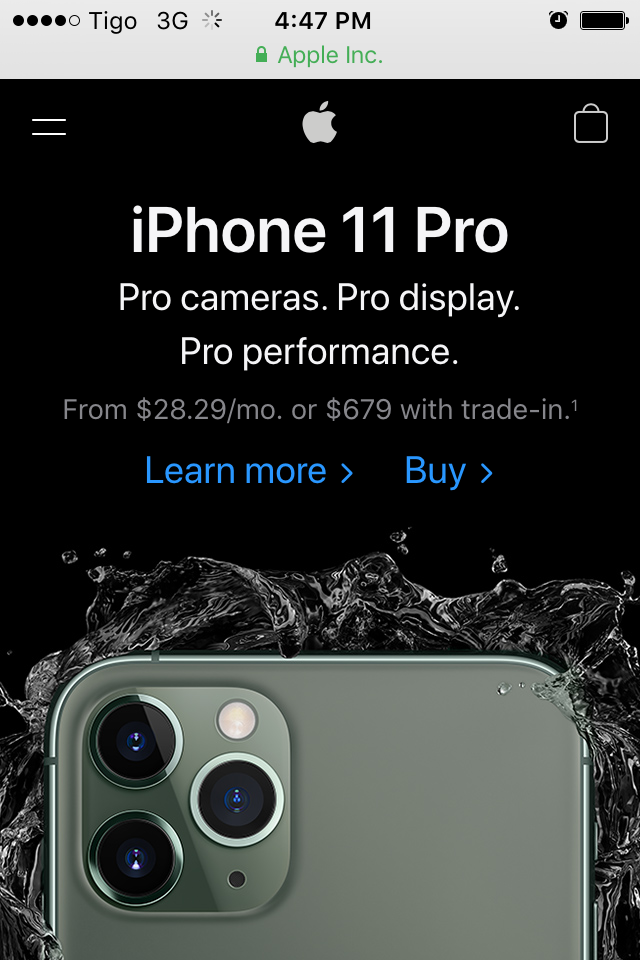 Tigo 3G 4:47 PM
Apple Inc.
iPhone 11 Pro
Pro cameras. Pro display.
Pro performance.
From $28.29/mo. or $679 with trade-in.¹
Learn more > Buy >